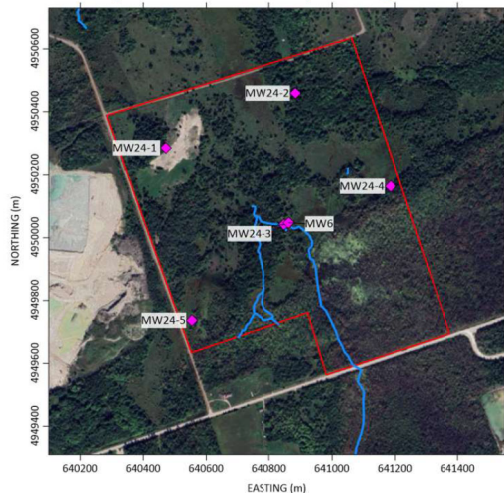 4950600
4950400
4950200
4950000
4949800
4949600
4949400
NORTHING (m)
MW24-2
MW24-1
MW24-4
MW24-3
MW6
MW24-5
640200
640400
640600
640800
641000
641200
641400
641600
EASTING (m)